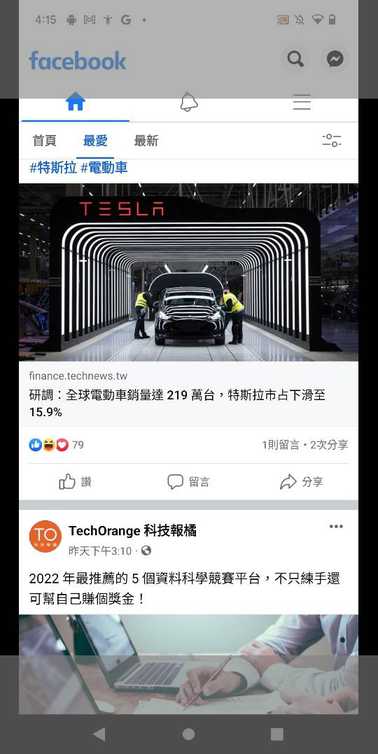 4:15
facebook
首頁 最愛 最新
#特斯拉 #電動車
TESLA
finance.technews.tw
研調：全球電動車銷量達 219 萬台，特斯拉市占下滑至
15.9%
79 1則留言・2次分享
讚 留言 分享
TO
TechOrange 科技報橘
昨天下午3:10
2022 年最推薦的 5 個資料科學競賽平台，不只練手還
可幫自己賺個獎金！